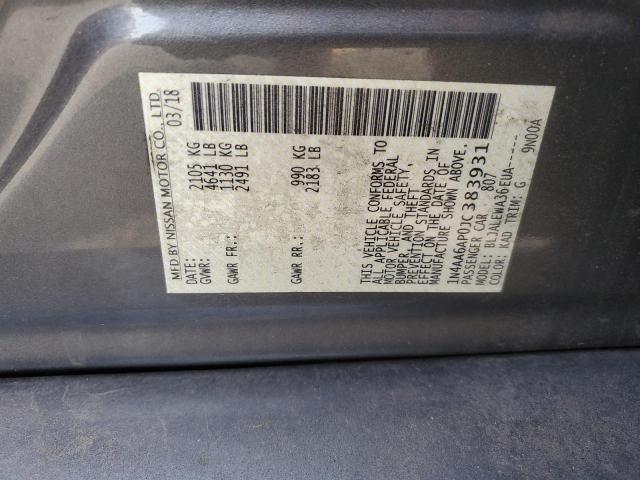 MFD BY NISSAN MOTOR CO., LTD.
DATE: 03/18
GVWR: 2105 KG
4641 LB
GAWR FR.: 1130 KG
2491 LB
GAWR RR.: 990 KG
2183 LB
THIS VEHICLE CONFORMS TO
ALL APPLICABLE FEDERAL
MOTOR VEHICLE SAFETY,
BUMPER, AND THEFT
PREVENTION STANDARDS IN
EFFECT ON THE DATE OF
MANUFACTURE SHOWN ABOVE.
1N4AA6AP0JC383931
PASSENGER CAR 807
MODEL: BLJALEWA36EUA------
COLOR: KAD TRIM: G 9N00A